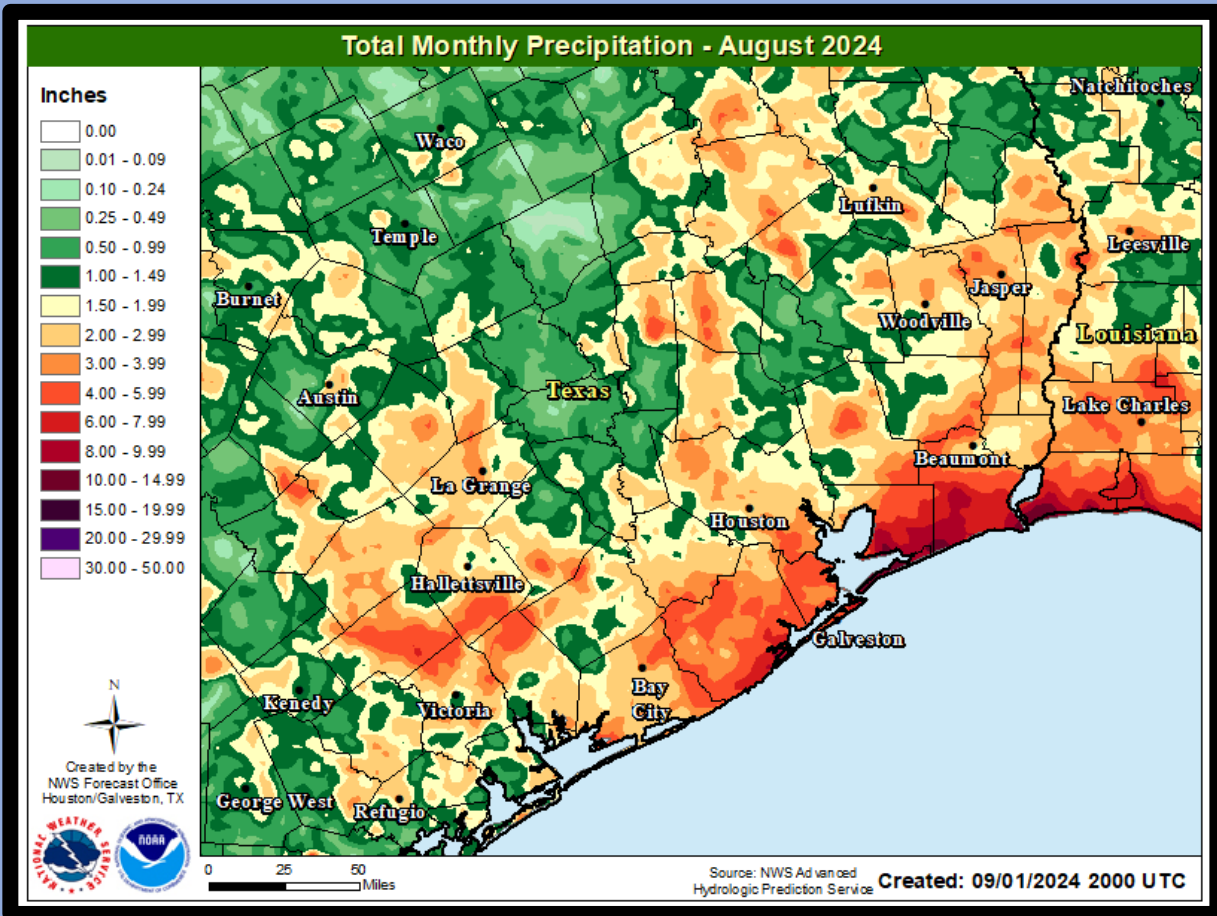 Total Monthly Precipitation - August 2024
Inches
0.00
0.01 - 0.09
0.10 - 0.24
0.25 - 0.49
0.50 - 0.99
1.00 - 1.49
1.50 - 1.99
2.00 - 2.99
3.00 - 3.99
4.00 - 5.99
6.00 - 7.99
8.00 - 9.99
10.00 - 14.99
15.00 - 19.99
20.00 - 29.99
30.00 - 50.00
Natchitoches
Waco
Lufkin
Temple
Leesville
Jasper
Burnet
Woodville
Louisiana
Texas
Austin
Lake Charles
Beaumont
La Grange
Houston
Hallettsville
Galveston
Bay
City
Kenedy
Victoria
George West
Refugio
N
Created by the
NWS Forecast Office
Houston/Galveston, TX
NATIONAL WEATHER SERVICE
NOAA
0 25 50
Miles
Source: NWS Advanced
Hydrologic Prediction Service
Created: 09/01/2024 2000 UTC